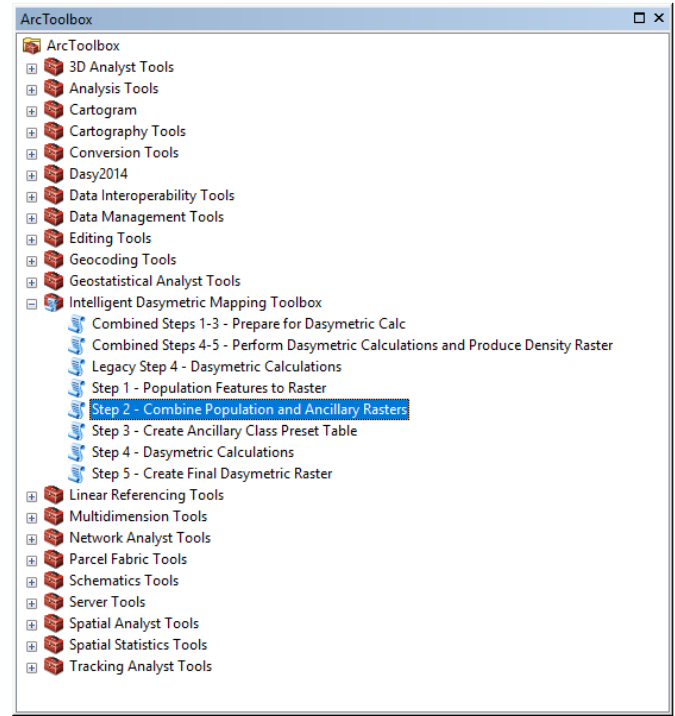 ArcToolbox
ArcToolbox
3D Analyst Tools
Analysis Tools
Cartogram
Cartography Tools
Conversion Tools
Dasy2014
Data Interoperability Tools
Data Management Tools
Editing Tools
Geocoding Tools
Geostatistical Analyst Tools
Intelligent Dasymetric Mapping Toolbox
Combined Steps 1-3 - Prepare for Dasymetric Calc
Combined Steps 4-5 - Perform Dasymetric Calculations and Produce Density Raster
Legacy Step 4 - Dasymetric Calculations
Step 1 - Population Features to Raster
Step 2 - Combine Population and Ancillary Rasters
Step 3 - Create Ancillary Class Preset Table
Step 4 - Dasymetric Calculations
Step 5 - Create Final Dasymetric Raster
Linear Referencing Tools
Multidimension Tools
Network Analyst Tools
Parcel Fabric Tools
Schematics Tools
Server Tools
Spatial Analyst Tools
Spatial Statistics Tools
Tracking Analyst Tools